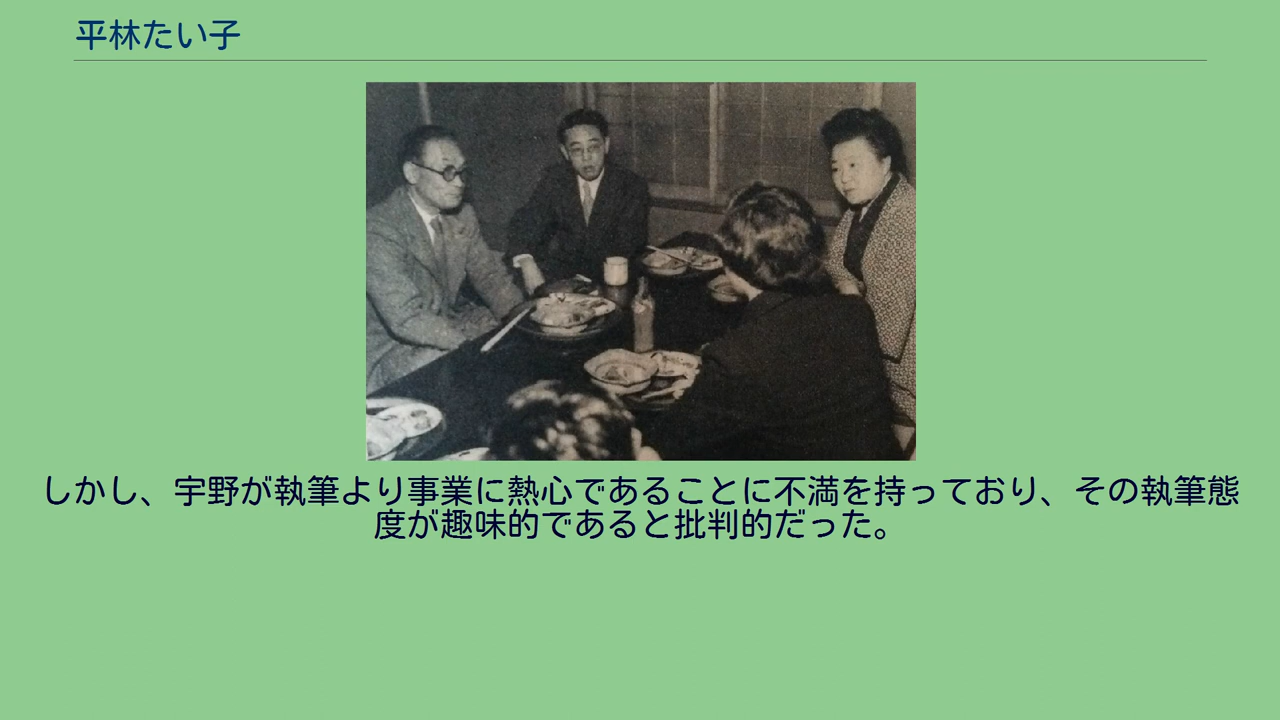 平林たい子
しかし、宇野が執筆より事業に熱心であることに不満を持っており、その執筆態
度が趣味的であると批判的だった。